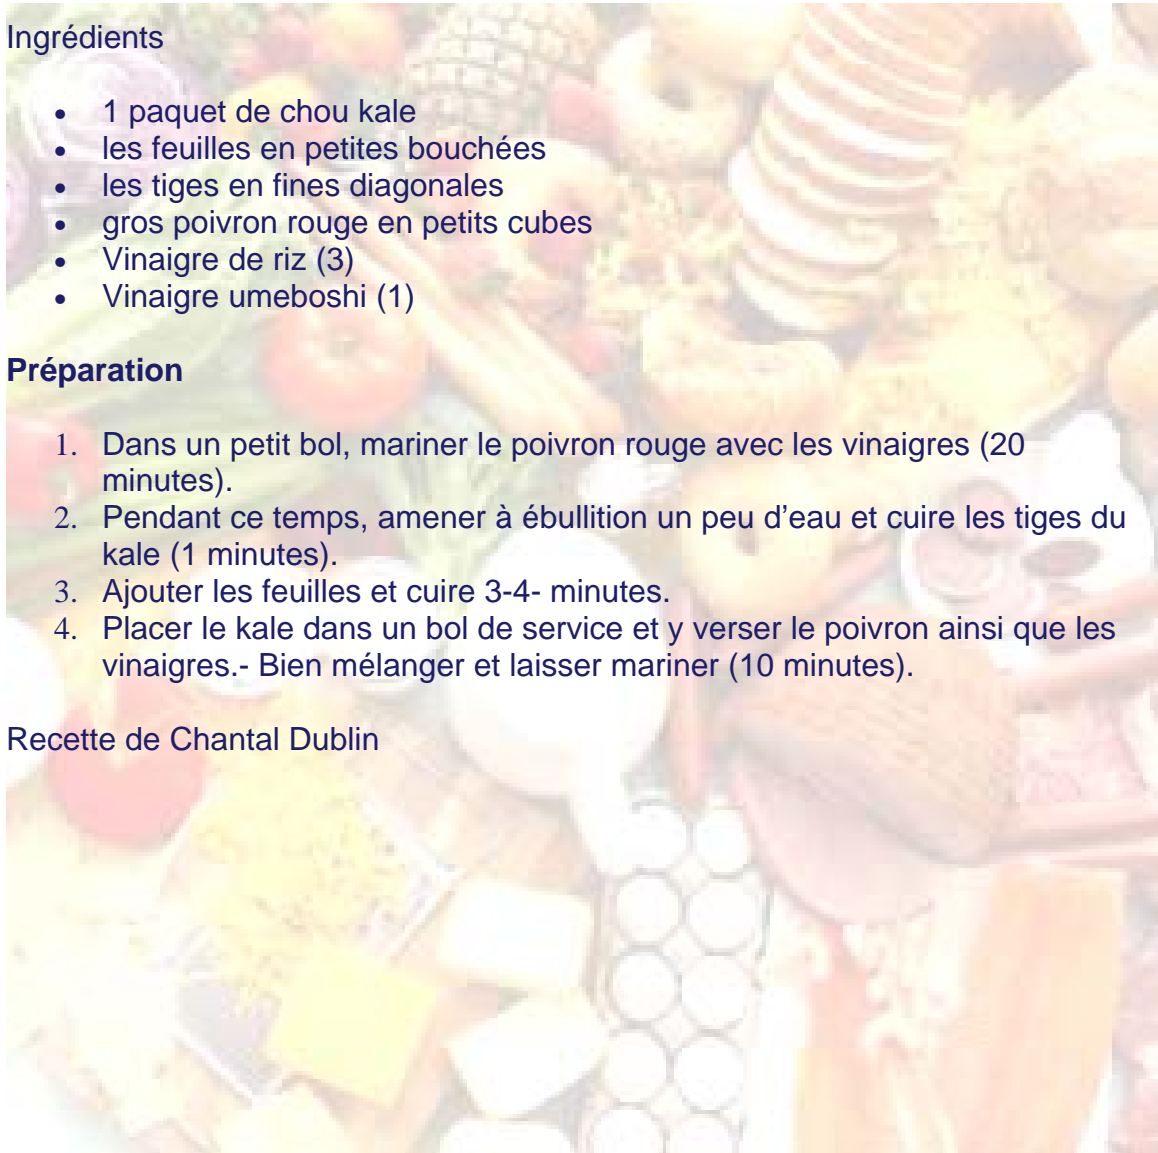 Ingrédients
• 1 paquet de chou kale
• les feuilles en petites bouchées
• les tiges en fines diagonales
• gros poivron rouge en petits cubes
• Vinaigre de riz (3)
• Vinaigre umeboshi (1)
Préparation
1. Dans un petit bol, mariner le poivron rouge avec les vinaigres (20
minutes).
2. Pendant ce temps, amener à ébullition un peu d’eau et cuire les tiges du
kale (1 minutes).
3. Ajouter les feuilles et cuire 3-4- minutes.
4. Placer le kale dans un bol de service et y verser le poivron ainsi que les
vinaigres.- Bien mélanger et laisser mariner (10 minutes).
Recette de Chantal Dublin